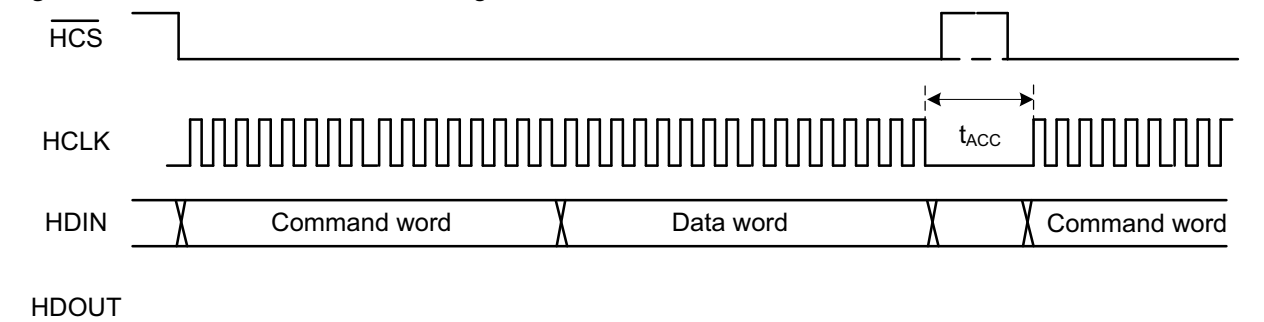 HCS
HCLK
tACC
HDIN
Command word
Data word
Command word
HDOUT